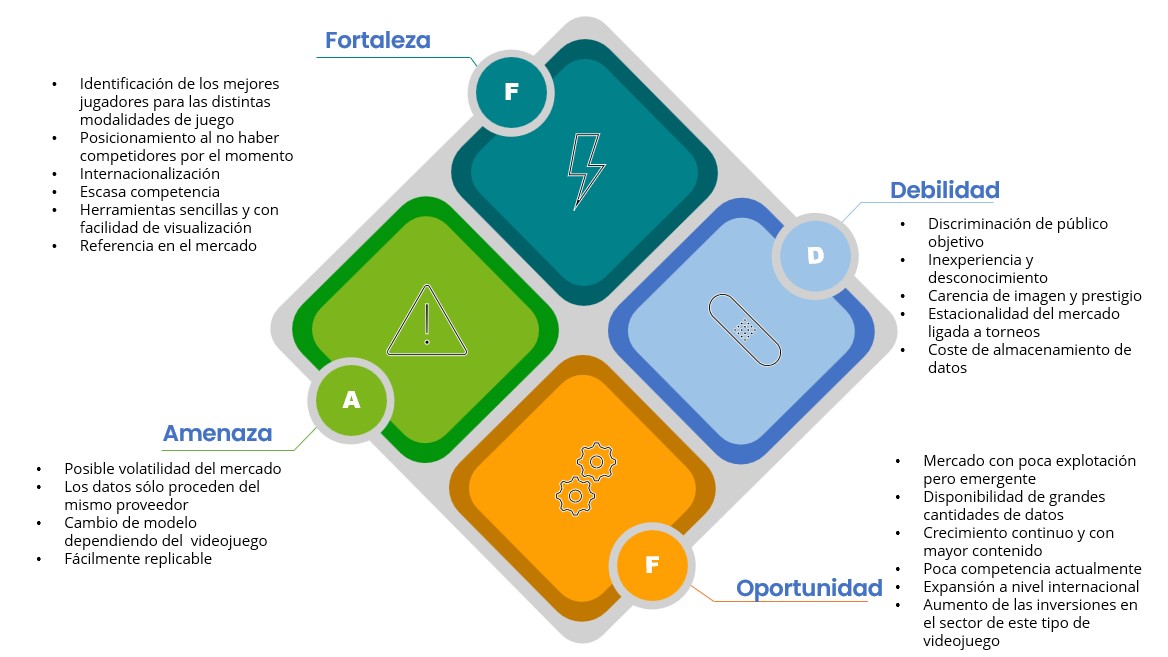 Fortaleza
F
• Identificación de los mejores
jugadores para las distintas
modalidades de juego
• Posicionamiento al no haber
competidores por el momento
• Internacionalización
• Escasa competencia
• Herramientas sencillas y con
facilidad de visualización
• Referencia en el mercado
Debilidad
D
• Discriminación de público
objetivo
• Inexperiencia y
desconocimiento
• Carencia de imagen y prestigio
• Estacionalidad del mercado
ligada a torneos
• Coste de almacenamiento de
datos
A
Amenaza
• Posible volatilidad del mercado
• Los datos sólo proceden del
mismo proveedor
• Cambio de modelo
dependiendo del  videojuego
• Fácilmente replicable
F
Oportunidad
• Mercado con poca explotación
pero emergente
• Disponibilidad de grandes
cantidades de datos
• Crecimiento continuo y con
mayor contenido
• Poca competencia actualmente
• Expansión a nivel internacional
• Aumento de las inversiones en
el sector de este tipo de
videojuego